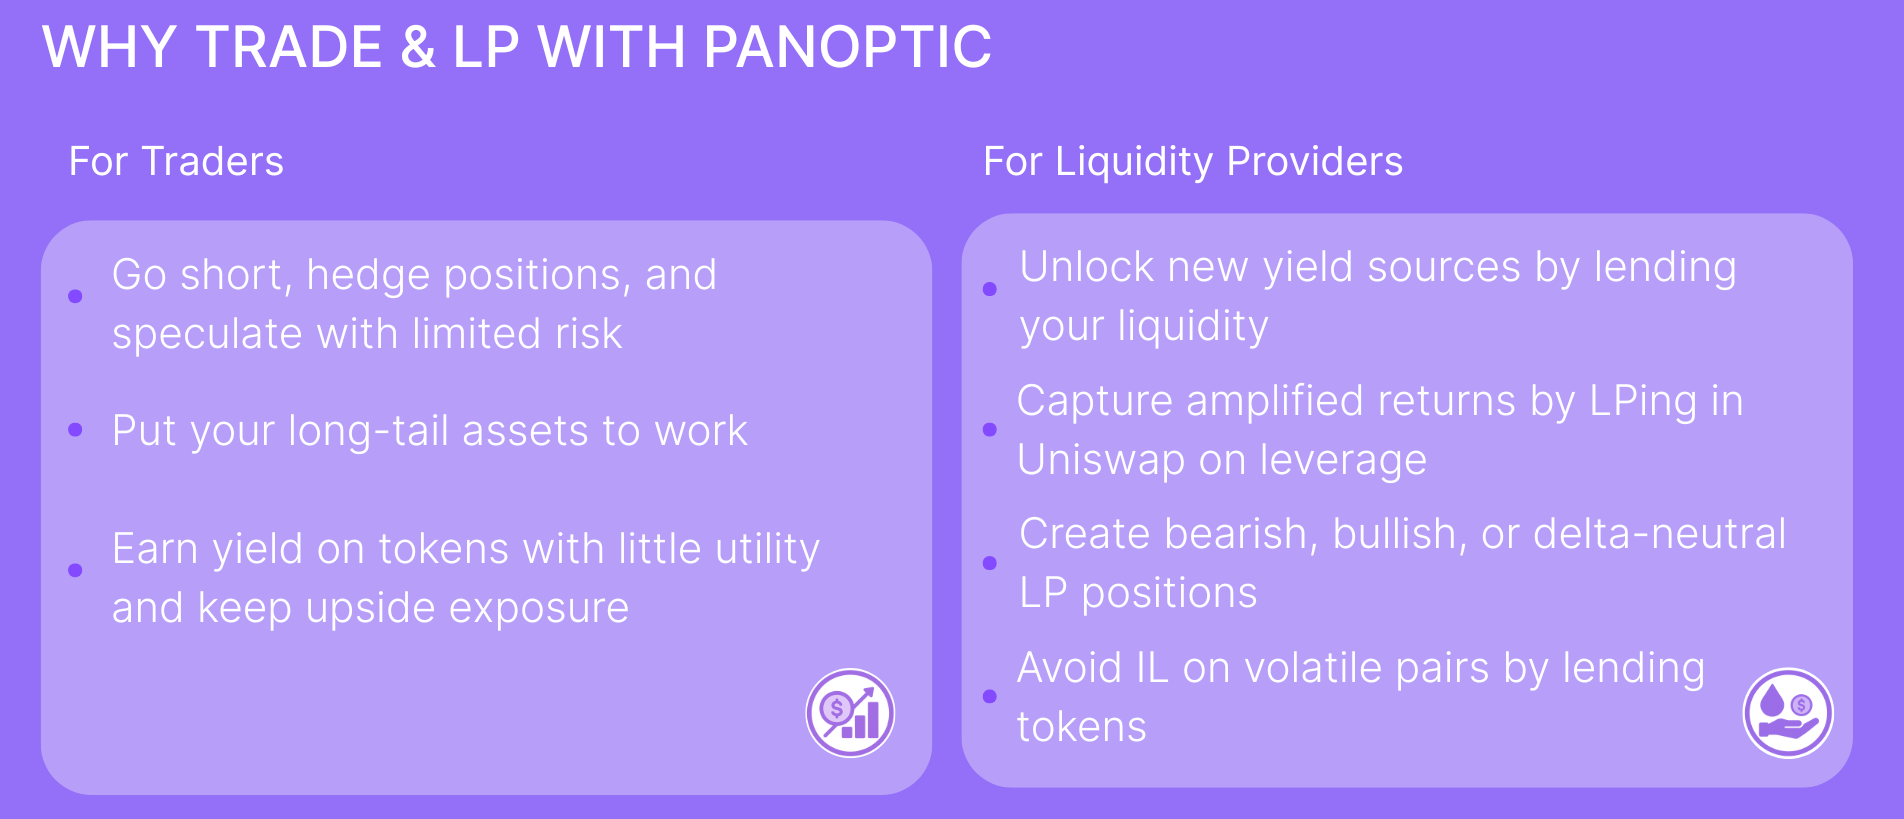 WHY TRADE & LP WITH PANOPTIC
For Traders
Go short, hedge positions, and
speculate with limited risk
Put your long-tail assets to work
Earn yield on tokens with little utility
and keep upside exposure
$
For Liquidity Providers
Unlock new yield sources by lending
your liquidity
Capture amplified returns by LPing in
Uniswap on leverage
Create bearish, bullish, or delta-neutral
LP positions
Avoid IL on volatile pairs by lending
tokens
$